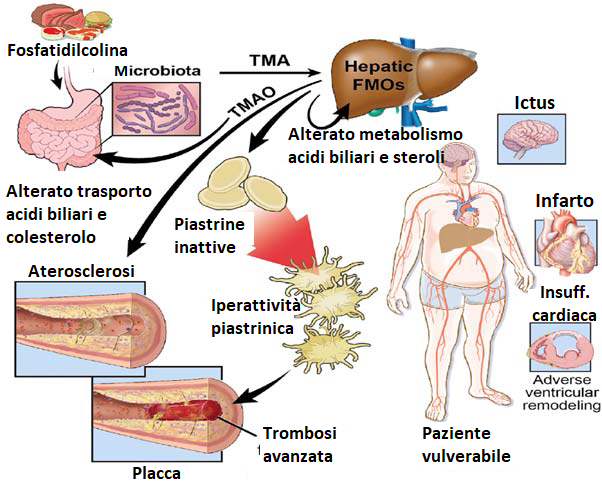 Fosfatidilcolina
Microbiota
TMA
TMAO
Hepatic
FMOs
Alterato metabolismo
acidi biliari e steroli
Ictus
Alterato trasporto
acidi biliari e
colesterolo
Piastrine
inattive
Infarto
Aterosclerosi
Iperattività
piastrinica
Insuff.
cardiaca
Adverse
ventricular
remodeling
Trombosi
avanzata
Paziente
vulnerabile
Placca